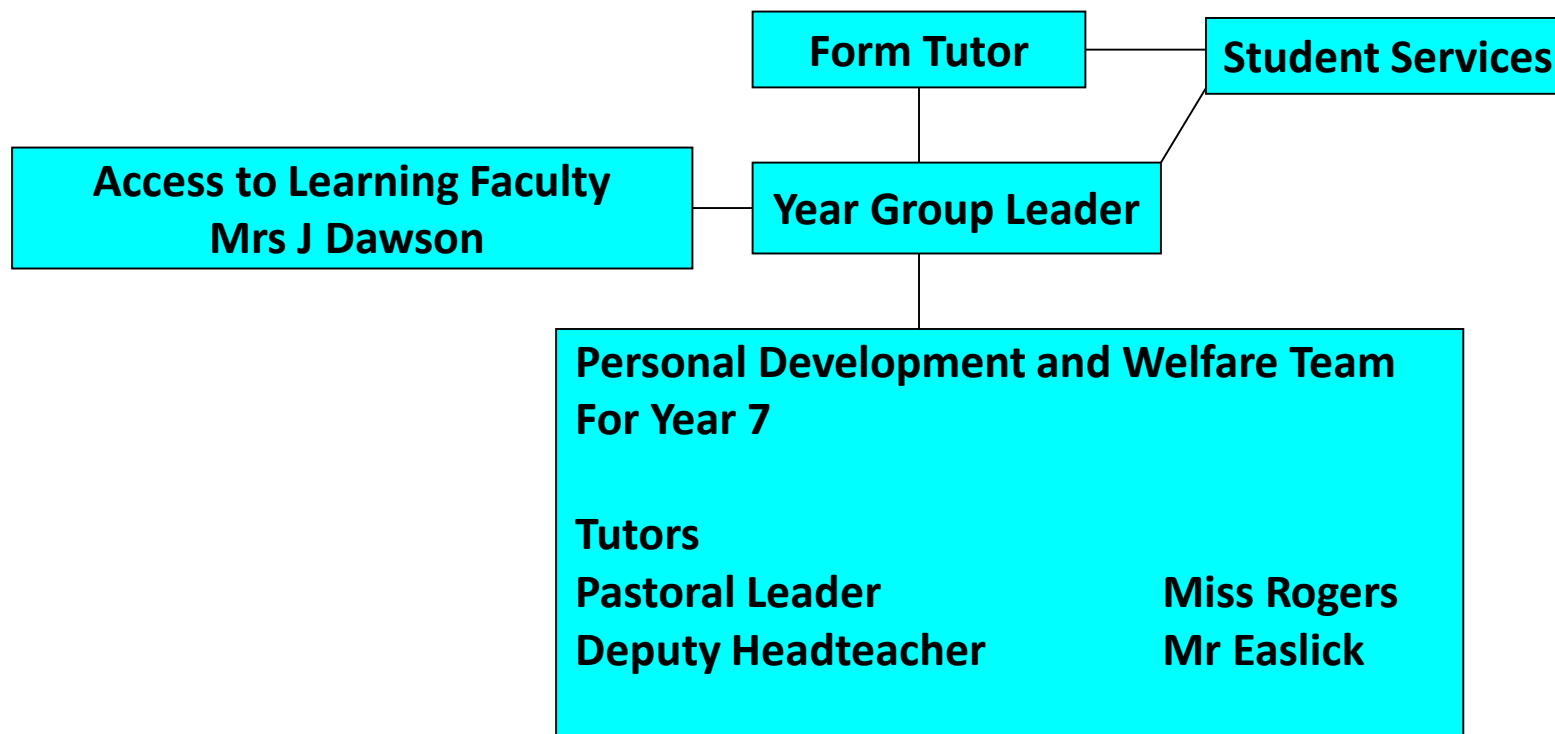 Form Tutor
Student Services
Access to Learning Faculty
Mrs J Dawson
Year Group Leader
Personal Development and Welfare Team
For Year 7
Tutors
Pastoral Leader Miss Rogers
Deputy Headteacher Mr Easlick